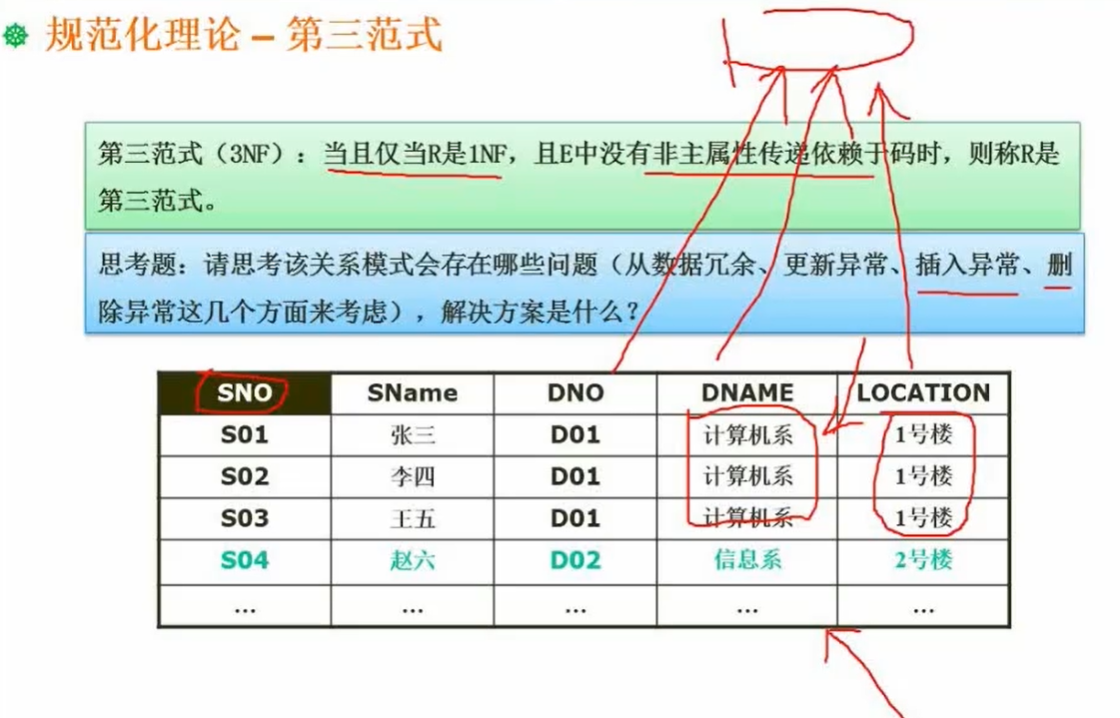 规范化理论 – 第三范式
第三范式（3NF）：当且仅当R是1NF，且E中没有非主属性传递依赖于码时，则称R是
第三范式。
思考题：请思考该关系模式会存在哪些问题（从数据冗余、更新异常、插入异常、删
除异常这几个方面来考虑），解决方案是什么？
SNO SName DNO DNAME LOCATION
S01 张三 D01 计算机系 1号楼
S02 李四 D01 计算机系 1号楼
S03 王五 D01 计算机系 1号楼
S04 赵六 D02 信息系 2号楼
... ... ... ... ...